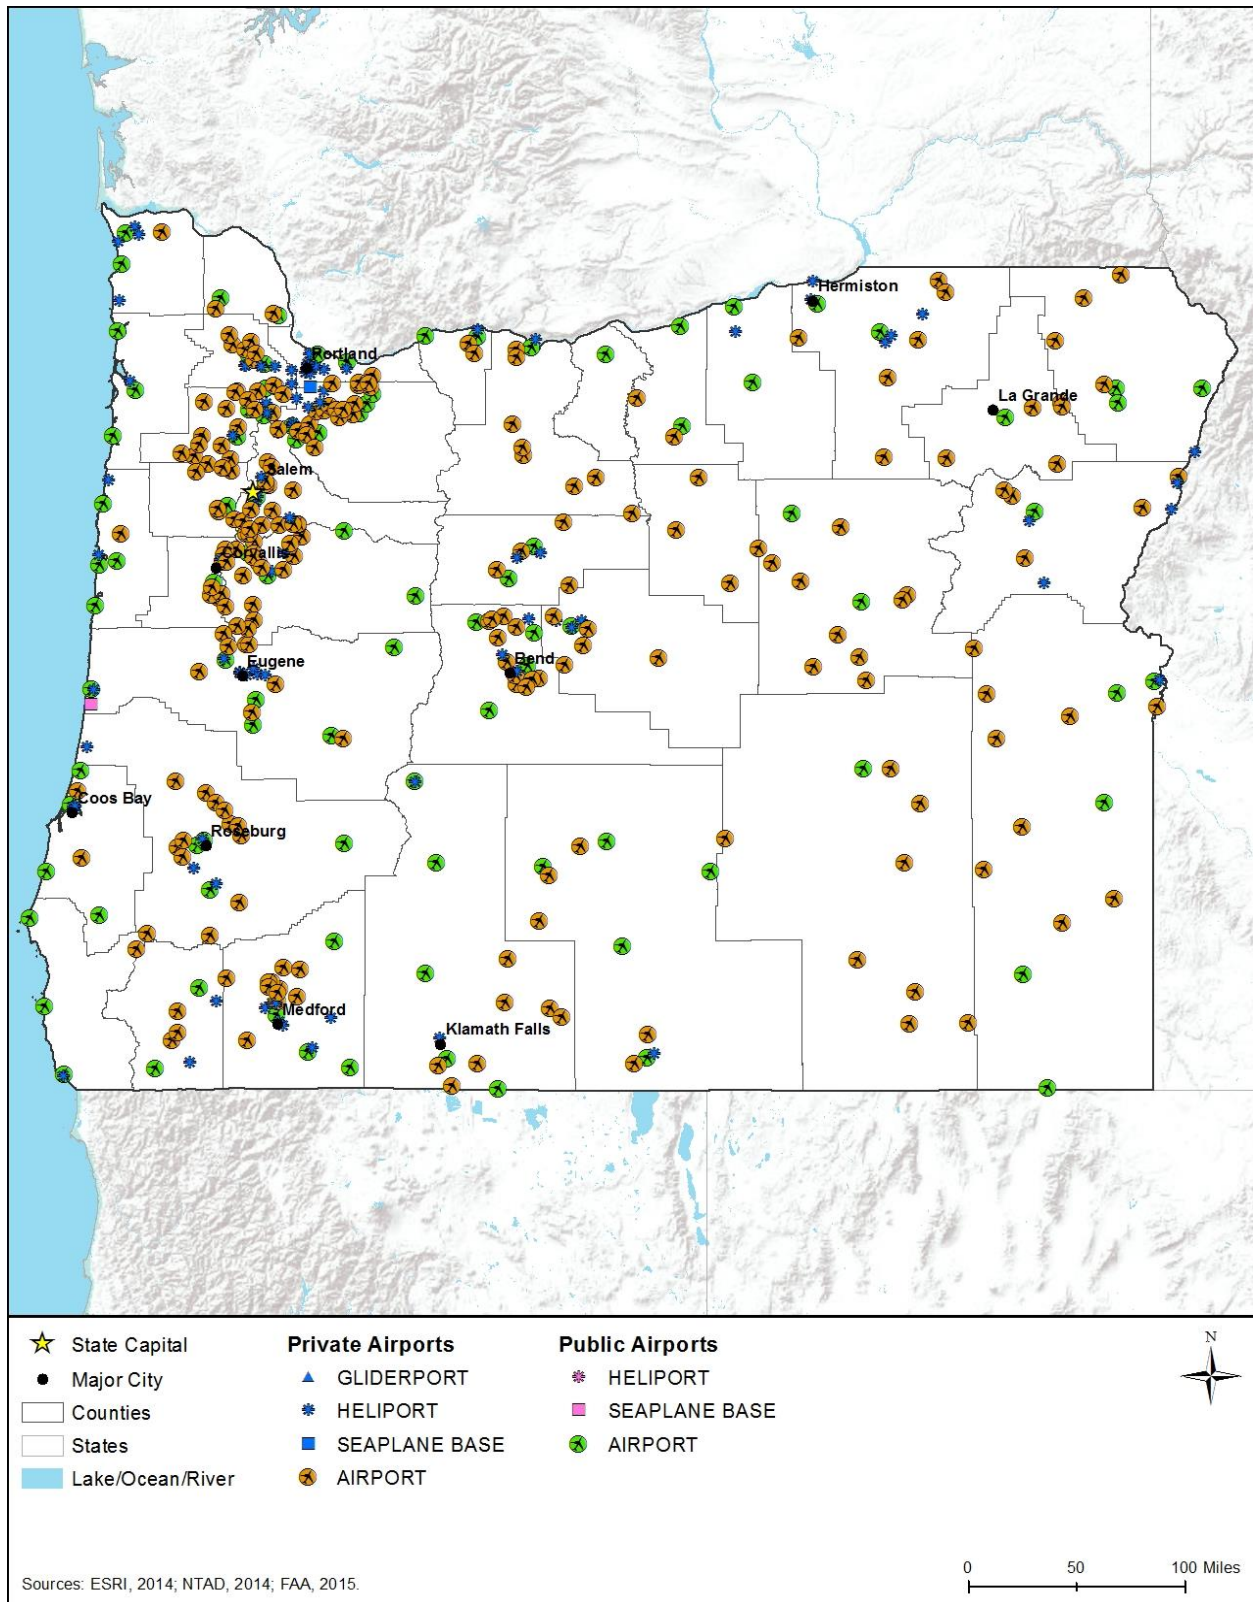 Hermiston
Portland
La Grande
Salem
Corvallis
Eugene
Bend
Coos Bay
Roseburg
Medford
Klamath Falls
State Capital
Major City
Counties
States
Lake/Ocean/River
Private Airports
GLIDERPORT
HELIPORT
SEAPLANE BASE
AIRPORT
Public Airports
HELIPORT
SEAPLANE BASE
AIRPORT
N
0 50 100 Miles
Sources: ESRI, 2014; NTAD, 2014; FAA, 2015.